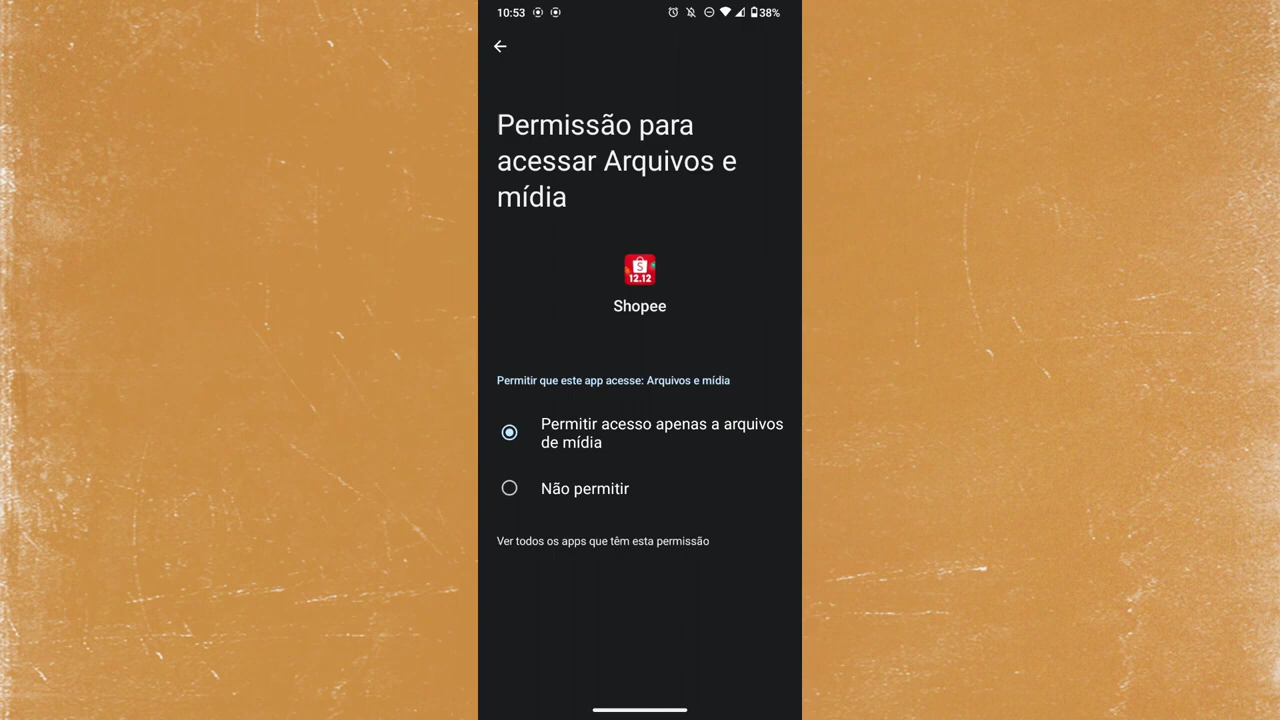 10:53 38%
Permissão para
acessar Arquivos e
mídia
S
12.12
Shopee
Permitir que este app acesse: Arquivos e mídia
Permitir acesso apenas a arquivos
de mídia
Não permitir
Ver todos os apps que têm esta permissão